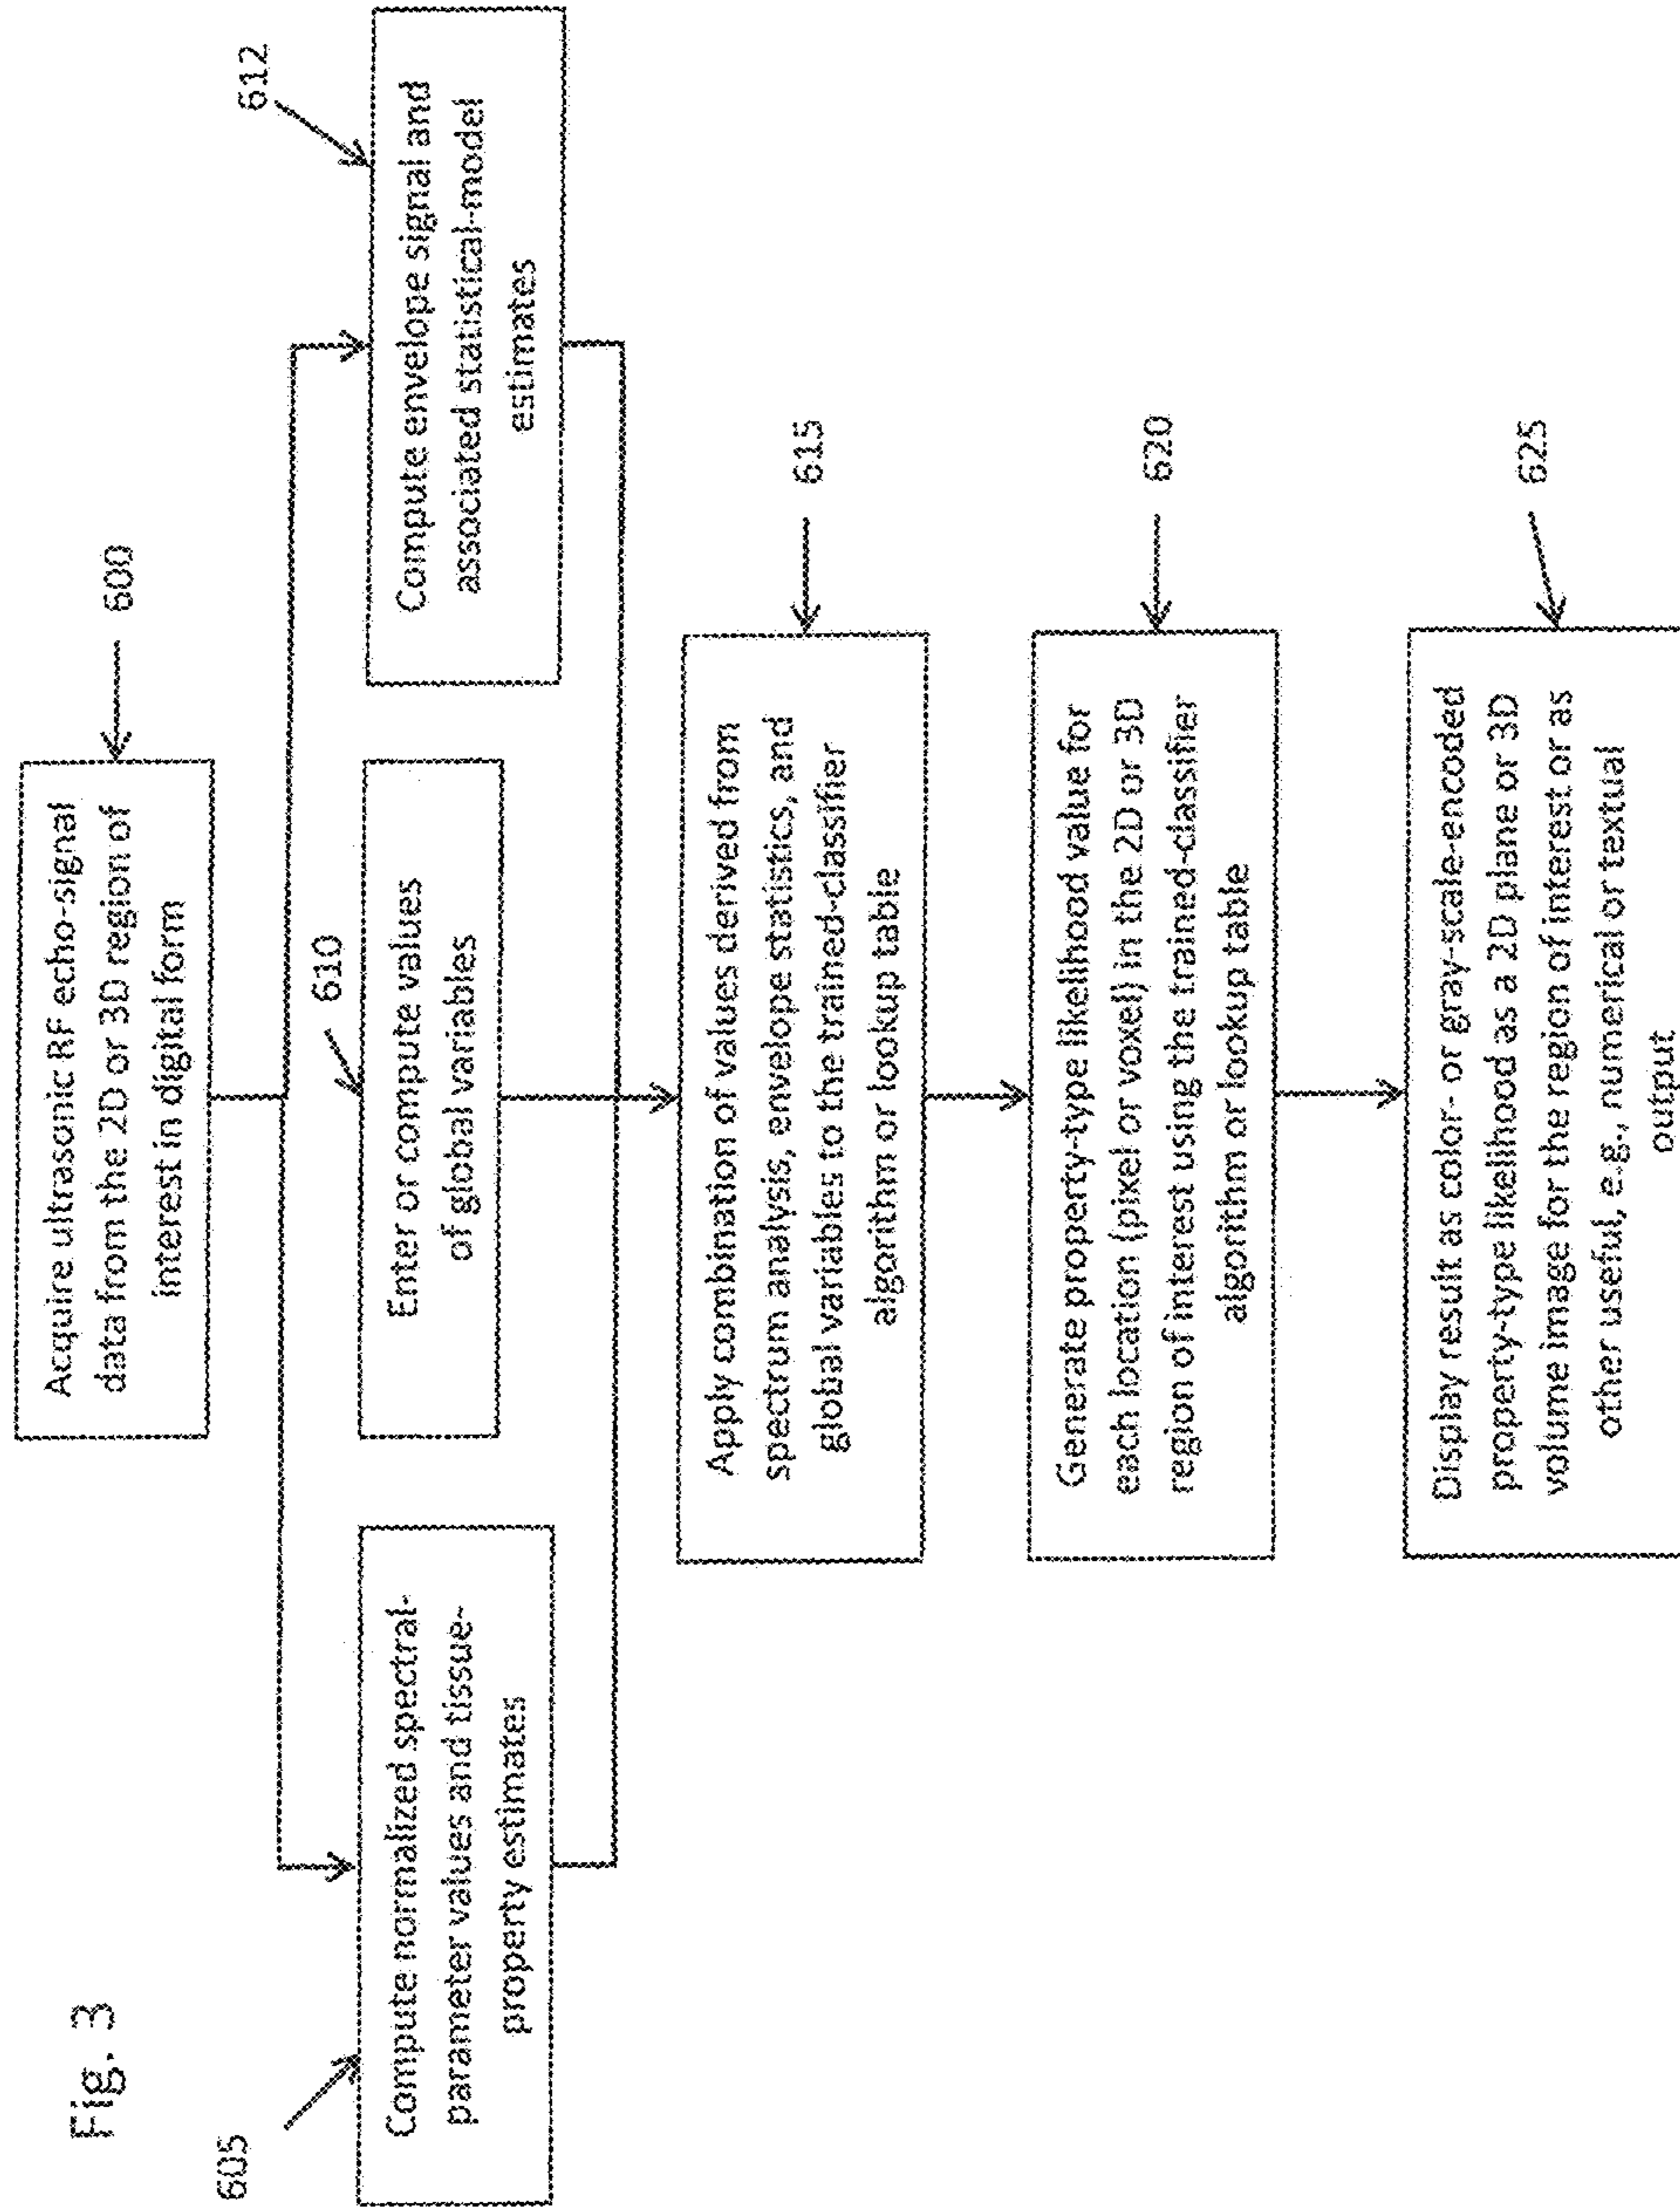 Fig. 3
600
Acquire ultrasonic RF echo-signal
data from the 2D or 3D region of
interest in digital form
605
Compute normalized spectral-
parameter values and tissue-
property estimates
610
Enter or compute values
of global variables
612
Compute envelope signal and
associated statistical-model
estimates
615
Apply combination of values derived from
spectrum analysis, envelope statistics, and
global variables to the trained-classifier
algorithm or lookup table
620
Generate property-type likelihood value for
each location (pixel or voxel) in the 2D or 3D
region of interest using the trained-classifier
algorithm or lookup table
625
Display result as color- or gray-scale-encoded
property-type likelihood as a 2D plane or 3D
volume image for the region of interest or as
other useful, e.g., numerical or textual
output